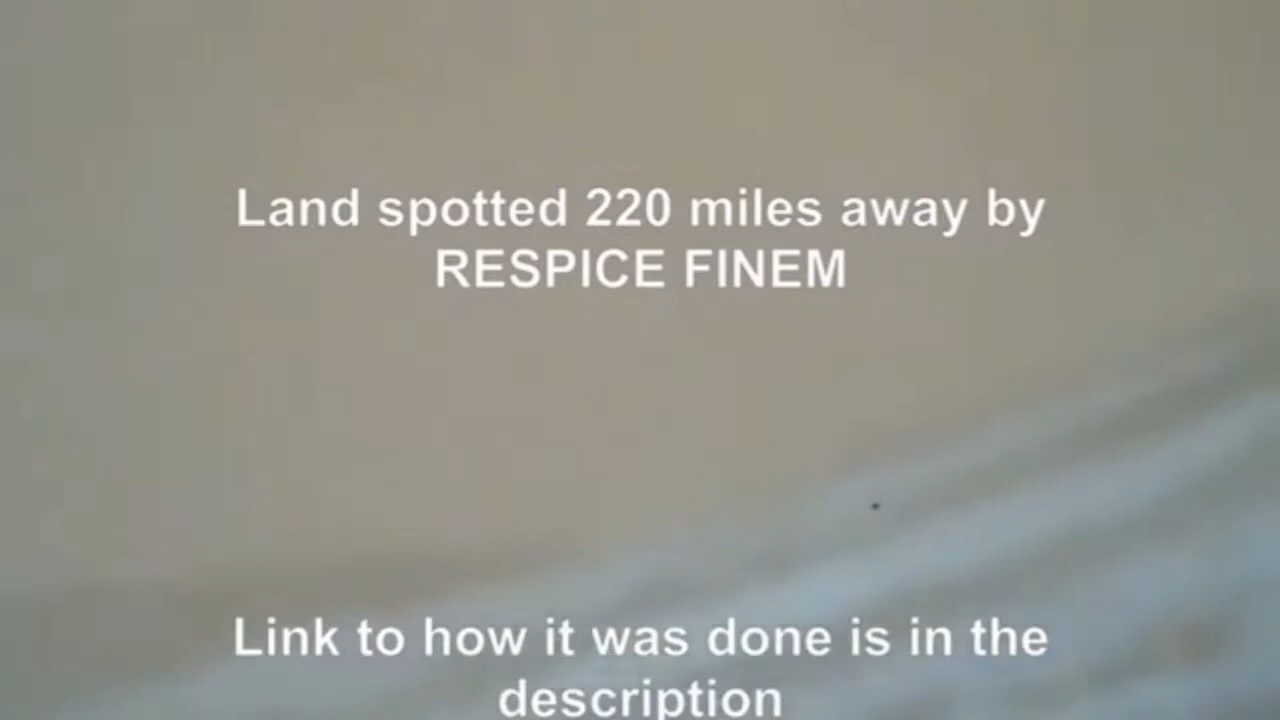 Land spotted 220 miles away by
RESPICE FINEM
Link to how it was done is in the
description